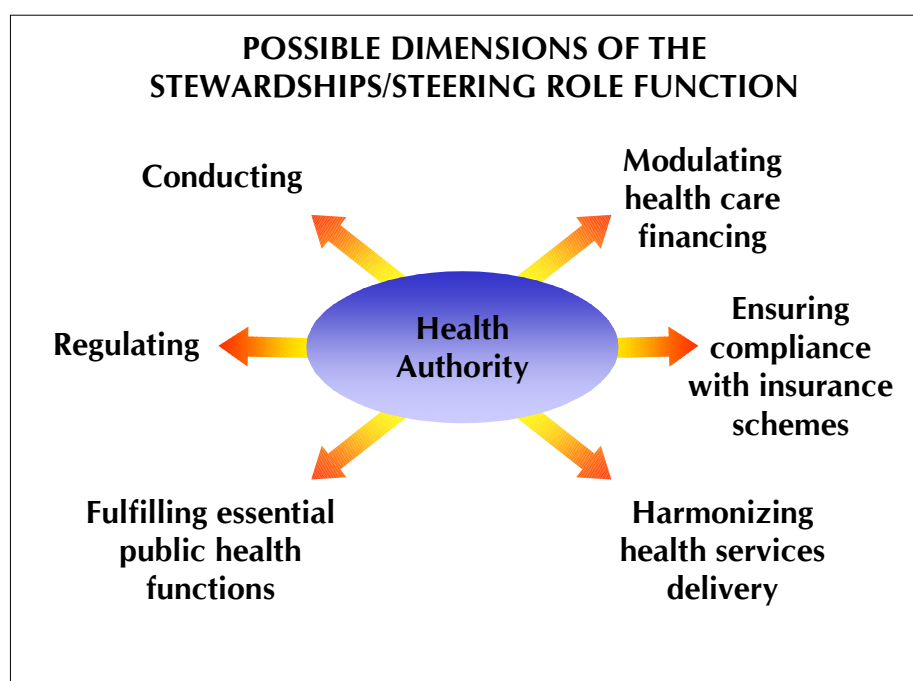 POSSIBLE DIMENSIONS OF THE
STEWARDSHIPS/STEERING ROLE FUNCTION
Conducting
Modulating
health care
financing
Regulating
Health
Authority
Ensuring
compliance
with insurance
schemes
Fulfilling essential
public health
functions
Harmonizing
health services
delivery